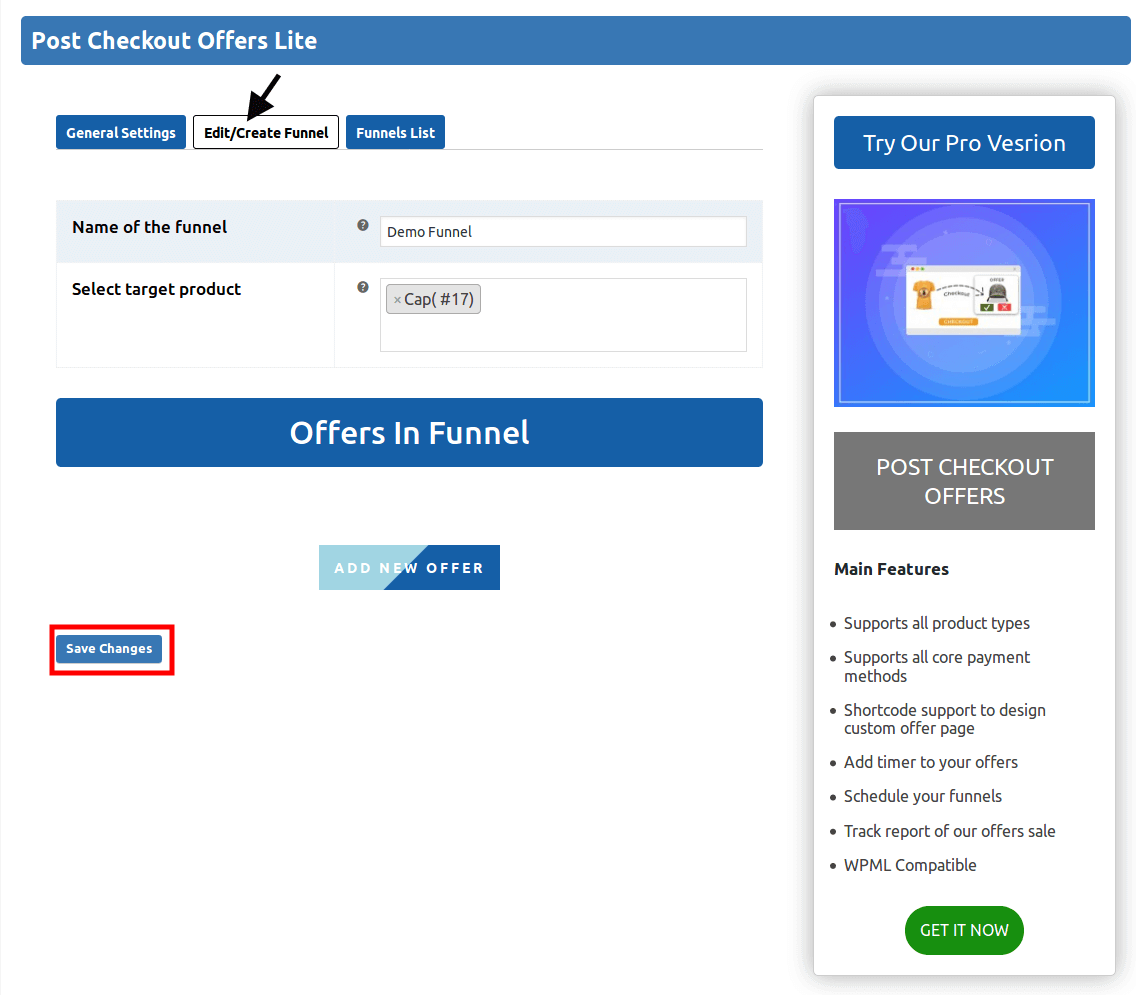 Post Checkout Offers Lite
General Settings
Edit/Create Funnel
Funnels List
Name of the funnel
Demo Funnel
Select target product
×Cap( #17)
Offers In Funnel
ADD NEW OFFER
Save Changes
Try Our Pro Vesrion
OFFER
Checkout
CHECKOUT
POST CHECKOUT
OFFERS
Main Features
Supports all product types
Supports all core payment
methods
Shortcode support to design
custom offer page
Add timer to your offers
Schedule your funnels
Track report of our offers sale
WPML Compatible
GET IT NOW